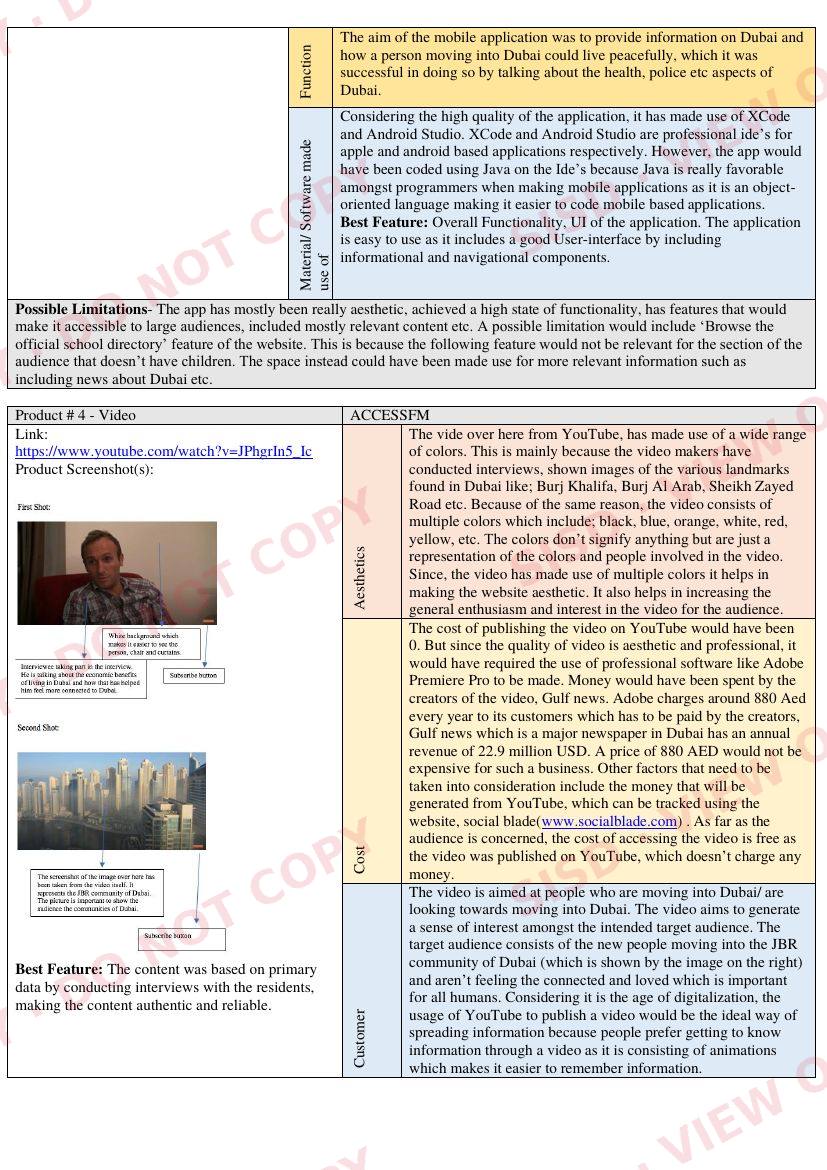 Function
The aim of the mobile application was to provide information on Dubai and
how a person moving into Dubai could live peacefully, which it was
successful in doing so by talking about the health, police etc aspects of
Dubai.
Material/ Software made
use of
Considering the high quality of the application, it has made use of XCode
and Android Studio. XCode and Android Studio are professional ide’s for
apple and android based applications respectively. However, the app would
have been coded using Java on the Ide’s because Java is really favorable
amongst programmers when making mobile applications as it is an object-
oriented language making it easier to code mobile based applications.
Best Feature: Overall Functionality, UI of the application. The application
is easy to use as it includes a good User-interface by including
informational and navigational components.
Possible Limitations- The app has mostly been really aesthetic, achieved a high state of functionality, has features that would
make it accessible to large audiences, included mostly relevant content etc. A possible limitation would include ‘Browse the
official school directory’ feature of the website. This is because the following feature would not be relevant for the section of the
audience that doesn’t have children. The space instead could have been made use for more relevant information such as
including news about Dubai etc.
Product # 4 - Video
ACCESSFM
Link:
https://www.youtube.com/watch?v=JPhgrIn5_Ic
Product Screenshot(s):
First Shot:
White background which
makes it easier to see the
person, chair and curtains.
Interviewee taking part in the interview.
He is talking about the economic benefits
of living in Dubai and how that has helped
him feel more connected to Dubai.
Subscribe button
Second Shot:
The screenshot of the image over here has
been taken from the video itself. It
represents the JBR community of Dubai.
The picture is important to show the
audience the communities of Dubai.
Subscribe button
Best Feature: The content was based on primary
data by conducting interviews with the residents,
making the content authentic and reliable.
Aesthetics
The vide over here from YouTube, has made use of a wide range
of colors. This is mainly because the video makers have
conducted interviews, shown images of the various landmarks
found in Dubai like; Burj Khalifa, Burj Al Arab, Sheikh Zayed
Road etc. Because of the same reason, the video consists of
multiple colors which include; black, blue, orange, white, red,
yellow, etc. The colors don’t signify anything but are just a
representation of the colors and people involved in the video.
Since, the video has made use of multiple colors it helps in
making the website aesthetic. It also helps in increasing the
general enthusiasm and interest in the video for the audience.
Cost
The cost of publishing the video on YouTube would have been
0. But since the quality of video is aesthetic and professional, it
would have required the use of professional software like Adobe
Premiere Pro to be made. Money would have been spent by the
creators of the video, Gulf news. Adobe charges around 880 Aed
every year to its customers which has to be paid by the creators,
Gulf news which is a major newspaper in Dubai has an annual
revenue of 22.9 million USD. A price of 880 AED would not be
expensive for such a business. Other factors that need to be
taken into consideration include the money that will be
generated from YouTube, which can be tracked using the
website, social blade(www.socialblade.com) . As far as the
audience is concerned, the cost of accessing the video is free as
the video was published on YouTube, which doesn’t charge any
money.
Customer
The video is aimed at people who are moving into Dubai/ are
looking towards moving into Dubai. The video aims to generate
a sense of interest amongst the intended target audience. The
target audience consists of the new people moving into the JBR
community of Dubai (which is shown by the image on the right)
and aren’t feeling the connected and loved which is important
for all humans. Considering it is the age of digitalization, the
usage of YouTube to publish a video would be the ideal way of
spreading information because people prefer getting to know
information through a video as it is consisting of animations
which makes it easier to remember information.
SISD - VIEW O
Y - DO NOT COPY
SISD - VIEW O
Y - DO NOT COPY
SISD - VIEW O
Y - DO NOT COPY